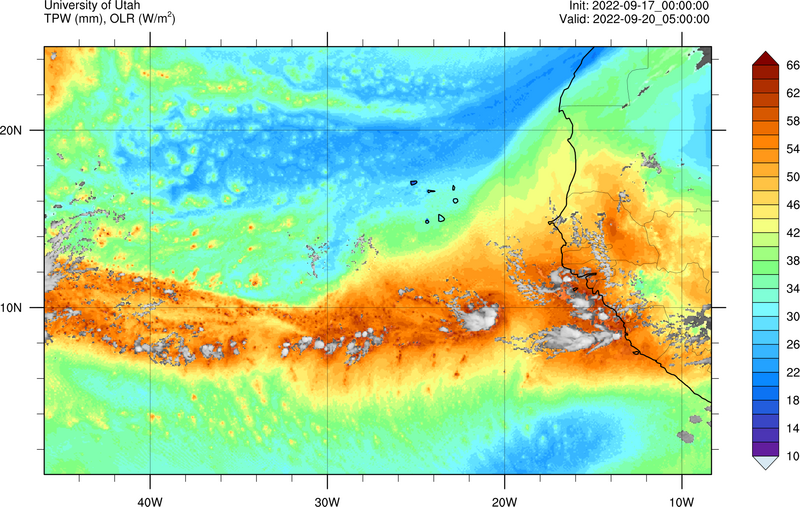 University of Utah
Init: 2022-09-17_00:00:00
TPW (mm), OLR (W/m²)
Valid: 2022-09-20_05:00:00
66
62
58
54
50
46
42
38
34
30
26
22
18
14
10
20N
10N
40W
30W
20W
10W